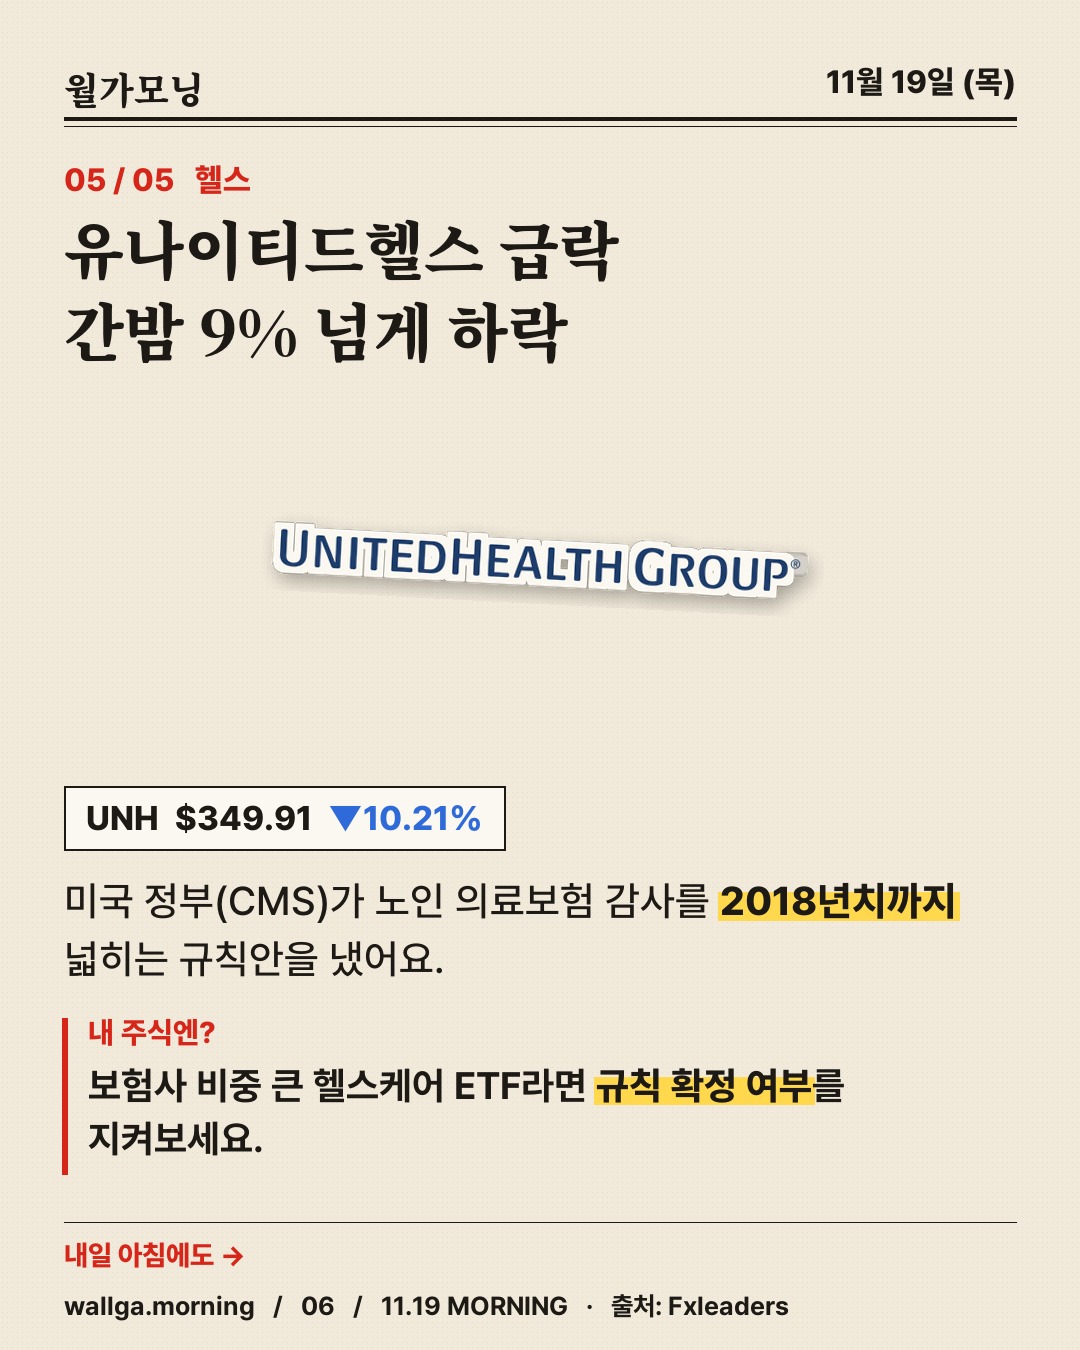 월가모닝
11월 19일 (목)
05 / 05 헬스
유나이티드헬스 급락
간밤 9% 넘게 하락
UNITEDHEALTH GROUP®
UNH $349.91 ▼10.21%
미국 정부(CMS)가 노인 의료보험 감사를 2018년치까지
넓히는 규칙안을 냈어요.
내 주식엔?
보험사 비중 큰 헬스케어 ETF라면 규칙 확정 여부를
지켜보세요.
내일 아침에도 →
wallga.morning / 06 / 11.19 MORNING · 출처: Fxleaders